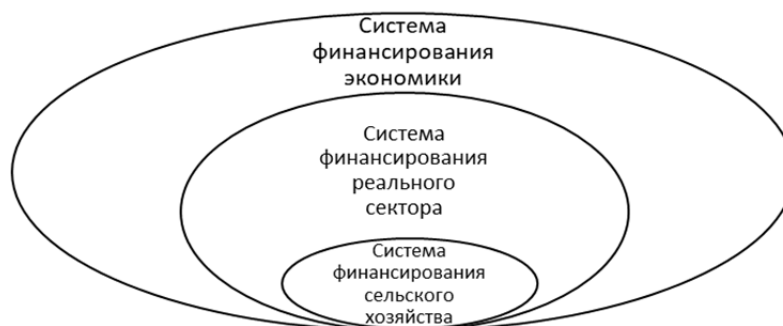 Система
финансирования
экономики
Система
финансирования
реального
сектора
Система
финансирования
сельского
хозяйства